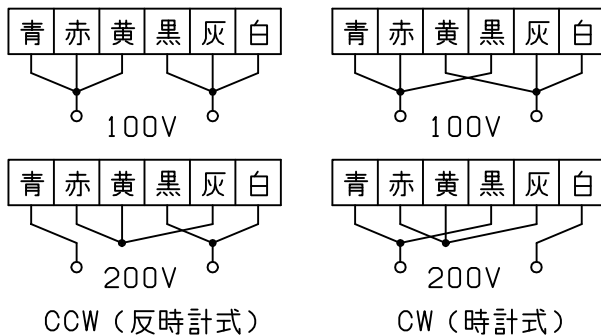 青 赤 黄 黒 灰 白
青 赤 黄 黒 灰 白
100V
100V
青 赤 黄 黒 灰 白
青 赤 黄 黒 灰 白
200V
200V
CCW(反時計式)
CW(時計式)